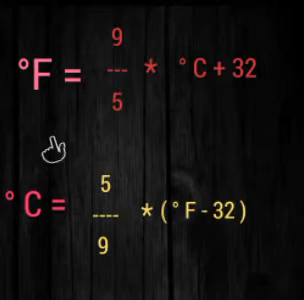 9
°F = --- * °C + 32
5
5
°C = ---- * (°F - 32)
9